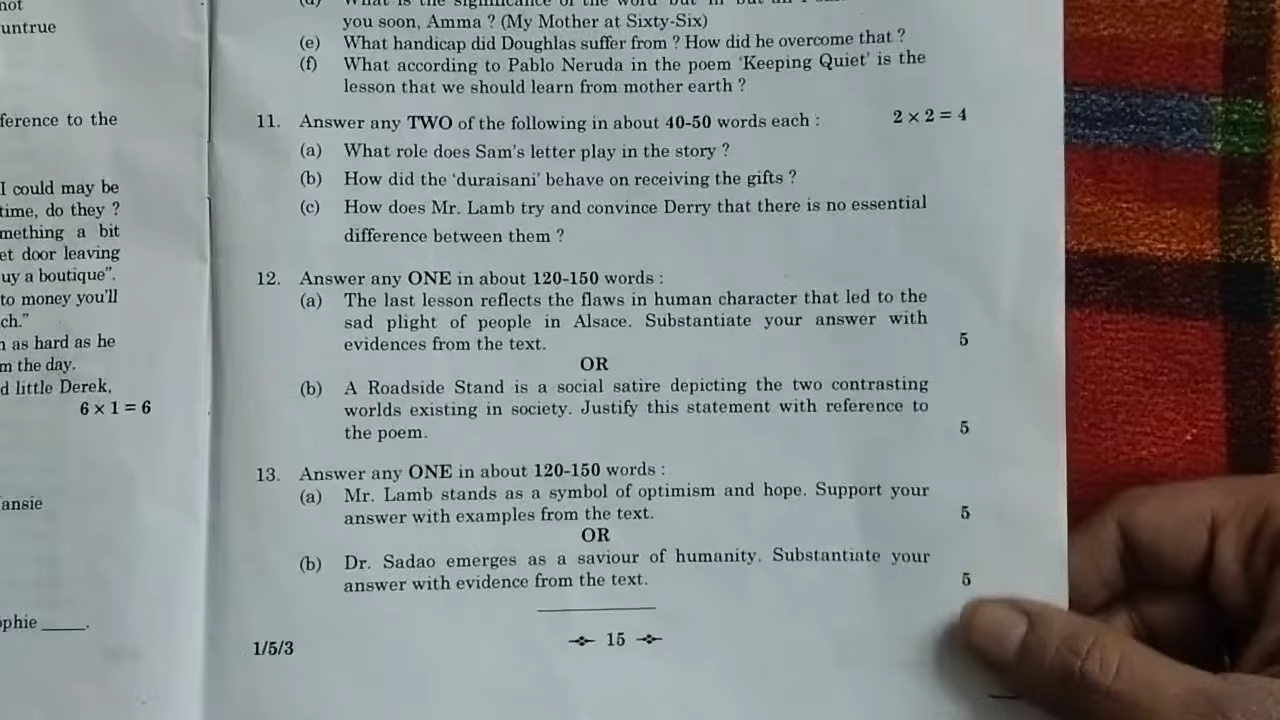 not
untrue
ference to the
I could may be
time, do they ?
mething a bit
et door leaving
uy a boutique".
to money you'll
ch."
n as hard as he
m the day.
d little Derek,
6 × 1 = 6
ansie
ophie ____.
(d) What is the significance of the word 'but' in 'but all I
you soon, Amma ? (My Mother at Sixty-Six)
(e) What handicap did Doughlas suffer from ? How did he overcome that ?
(f) What according to Pablo Neruda in the poem 'Keeping Quiet' is the
lesson that we should learn from mother earth ?
11. Answer any TWO of the following in about 40-50 words each : 2 × 2 = 4
(a) What role does Sam's letter play in the story ?
(b) How did the 'duraisani' behave on receiving the gifts ?
(c) How does Mr. Lamb try and convince Derry that there is no essential
difference between them ?
12. Answer any ONE in about 120-150 words :
(a) The last lesson reflects the flaws in human character that led to the
sad plight of people in Alsace. Substantiate your answer with
evidences from the text. 5
OR
(b) A Roadside Stand is a social satire depicting the two contrasting
worlds existing in society. Justify this statement with reference to
the poem. 5
13. Answer any ONE in about 120-150 words :
(a) Mr. Lamb stands as a symbol of optimism and hope. Support your
answer with examples from the text. 5
OR
(b) Dr. Sadao emerges as a saviour of humanity. Substantiate your
answer with evidence from the text. 5
1/5/3 15